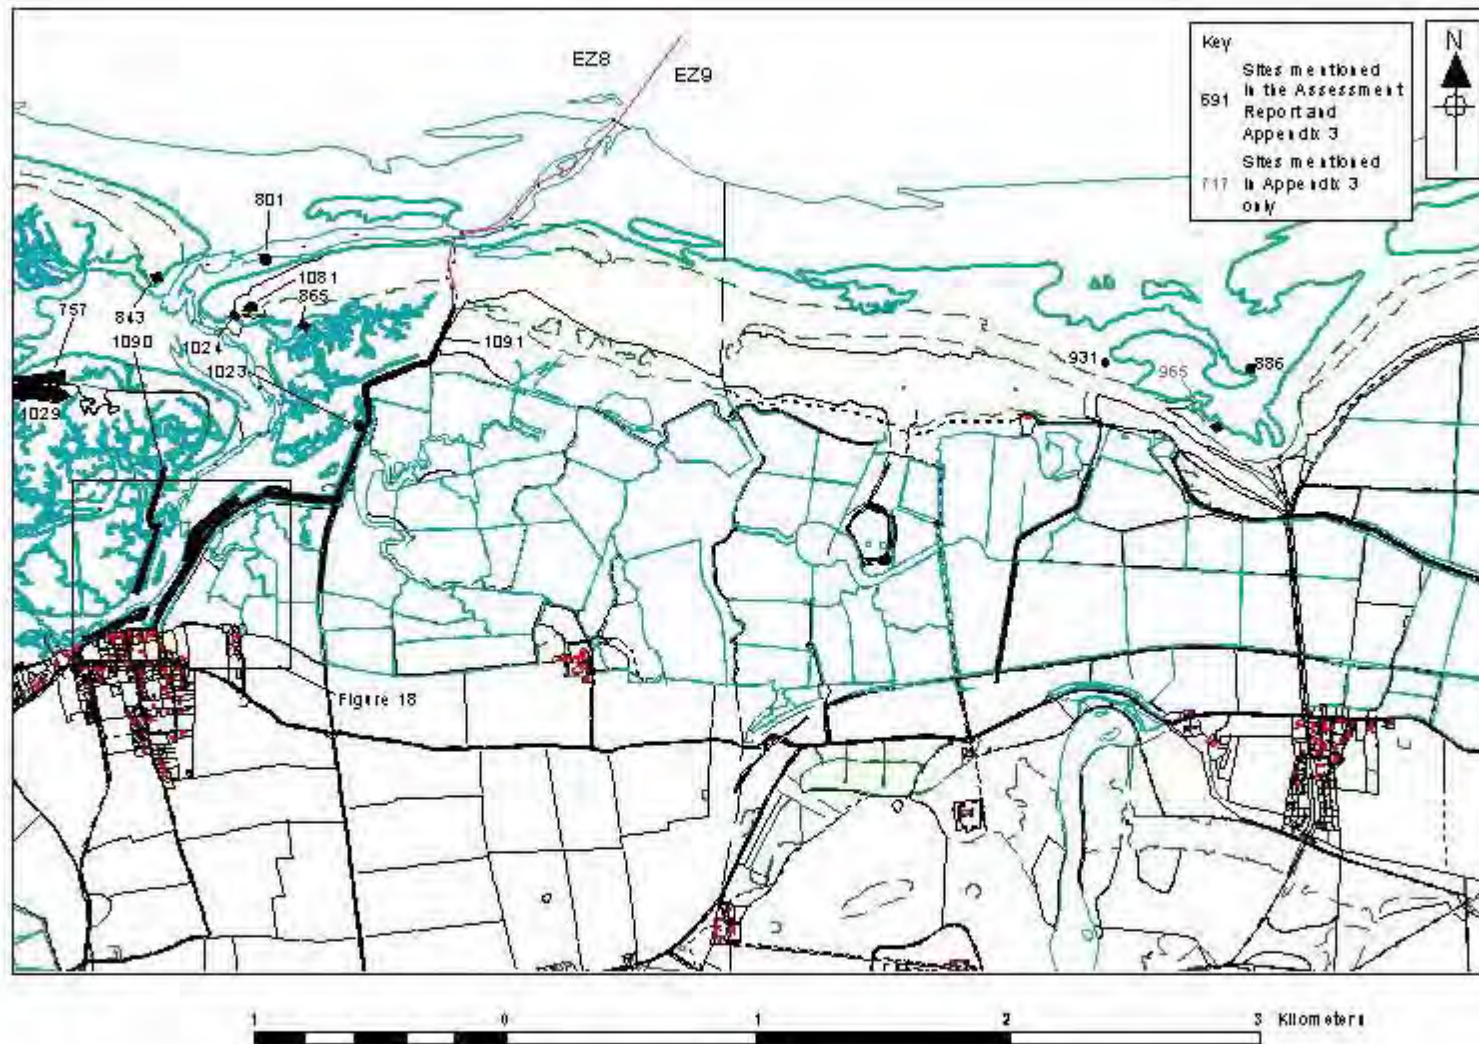 EZ8
EZ9
Key
N
691
Sites mentioned
in the Assessment
Report and
Appendix 3
717
Sites mentioned
in Appendix 3
only
801
1081
865
757
843
1090
1024
1023
1091
1029
931
965
886
Figure 18
1
0
1
2
3
Kilometers